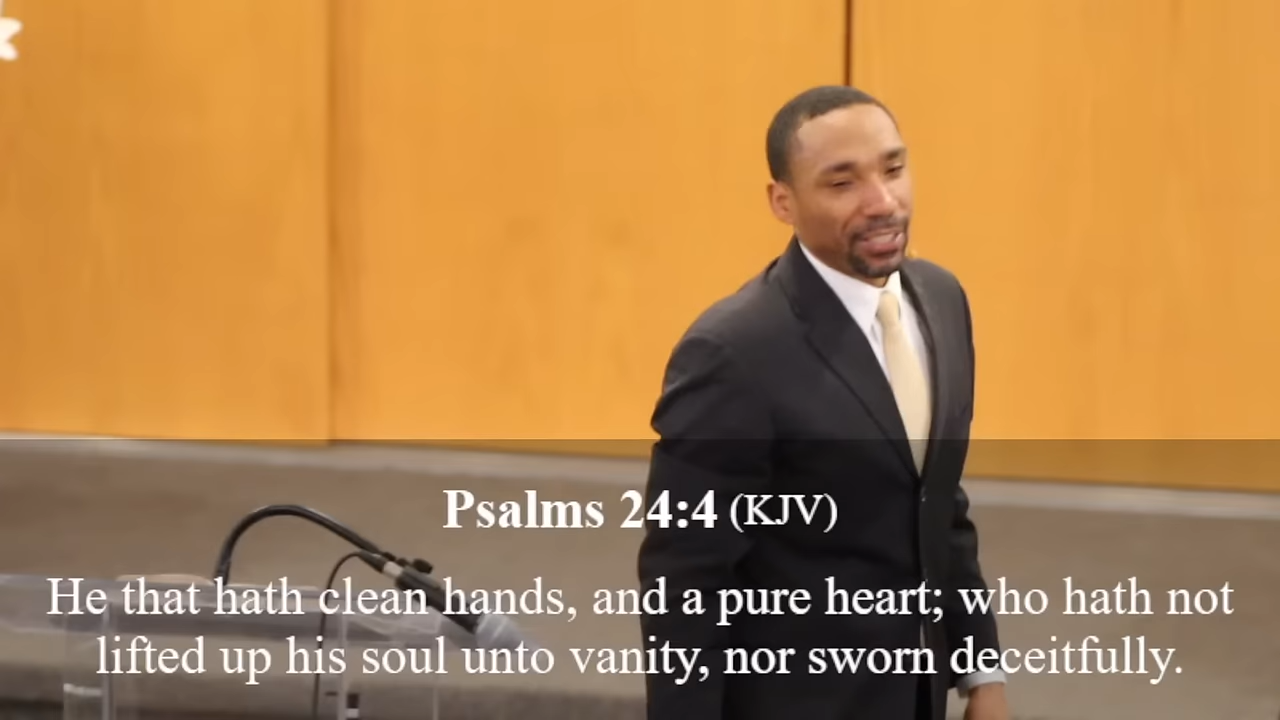 Psalms 24:4 (KJV)
He that hath clean hands, and a pure heart; who hath not
lifted up his soul unto vanity, nor sworn deceitfully.